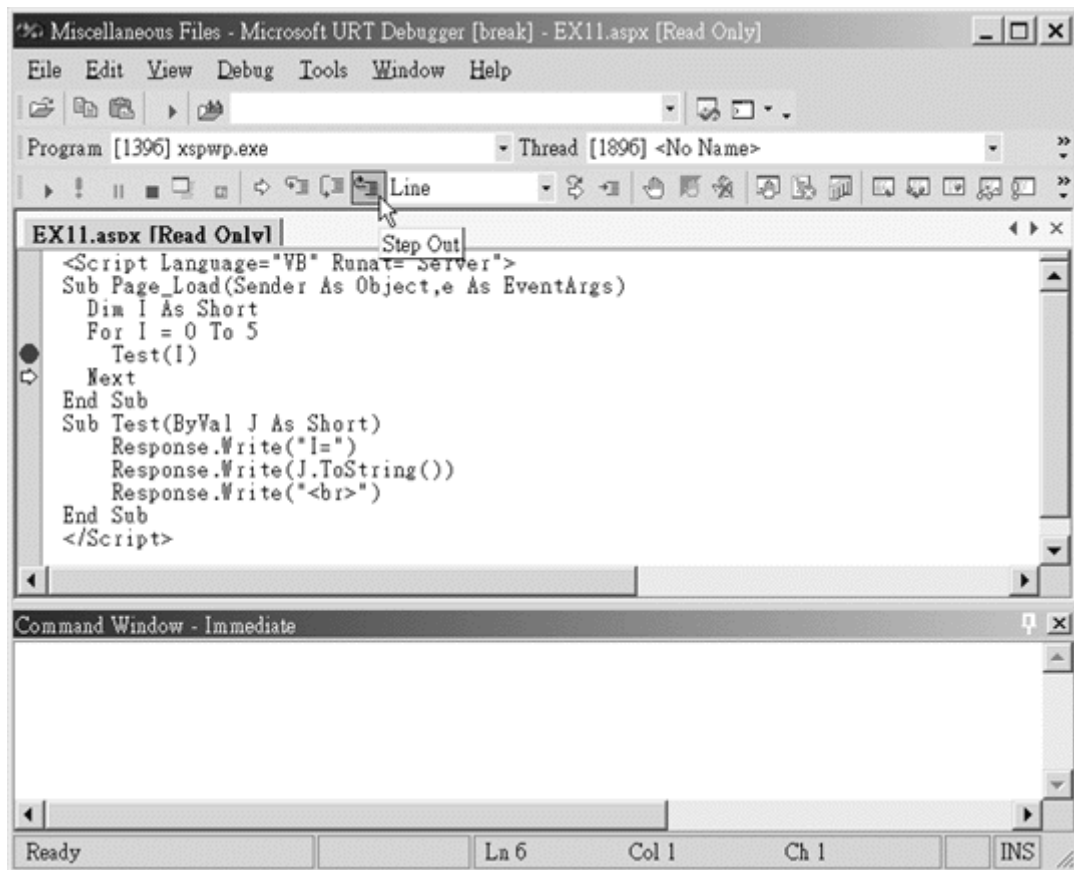 Miscellaneous Files - Microsoft URT Debugger [break] - EX11.aspx [Read Only]
File Edit View Debug Tools Window Help
Program [1396] xspwp.exe Thread [1896] <No Name>
Line
EX11.aspx [Read Only]
Step Out
<Script Language="VB" Runat="Server">
Sub Page_Load(Sender As Object,e As EventArgs)
Dim I As Short
For I = 0 To 5
Test(I)
Next
End Sub
Sub Test(ByVal J As Short)
Response.Write("I=")
Response.Write(J.ToString())
Response.Write("<br>")
End Sub
</Script>
Command Window - Immediate
Ready Ln 6 Col 1 Ch 1 INS